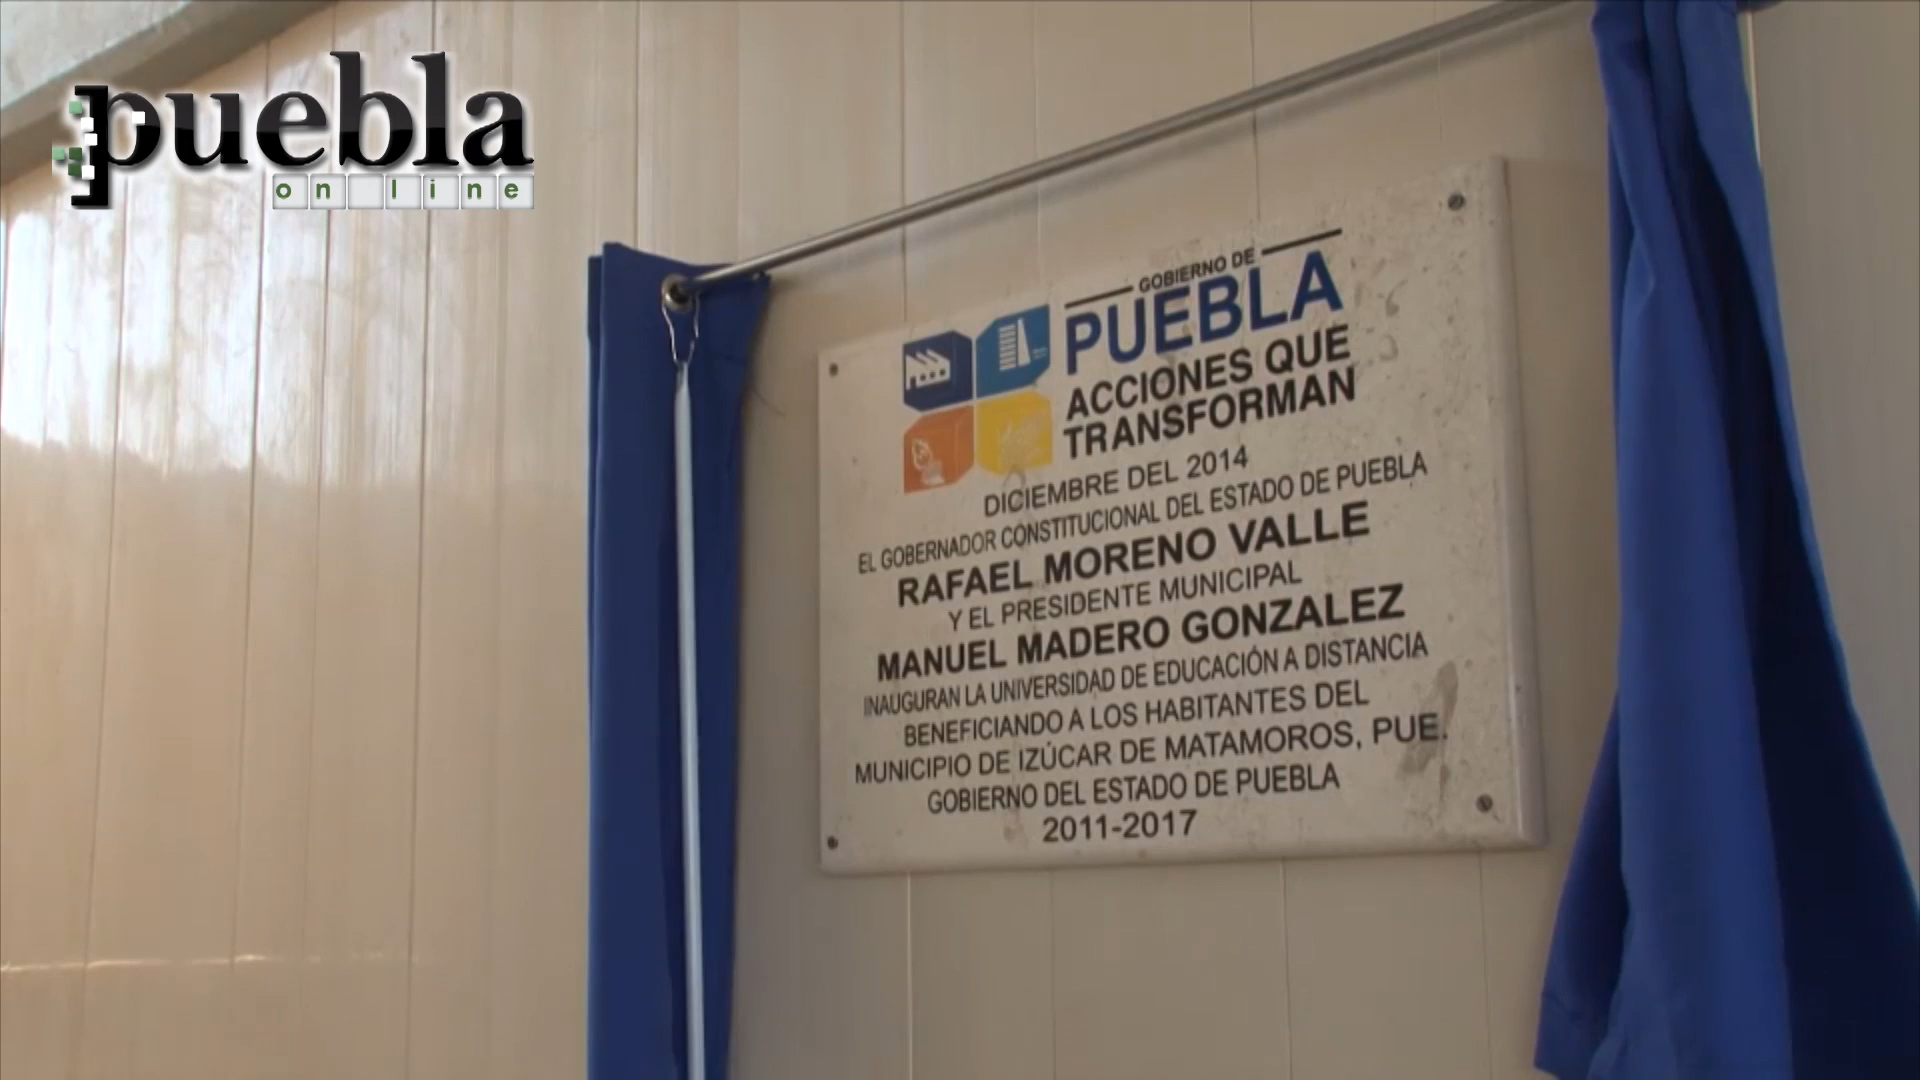 puebla
on line
GOBIERNO DE
PUEBLA
ACCIONES QUE
TRANSFORMAN
DICIEMBRE DEL 2014
EL GOBERNADOR CONSTITUCIONAL DEL ESTADO DE PUEBLA
RAFAEL MORENO VALLE
Y EL PRESIDENTE MUNICIPAL
MANUEL MADERO GONZALEZ
INAUGURAN LA UNIVERSIDAD DE EDUCACIÓN A DISTANCIA
BENEFICIANDO A LOS HABITANTES DEL
MUNICIPIO DE IZÚCAR DE MATAMOROS, PUE.
GOBIERNO DEL ESTADO DE PUEBLA
2011-2017